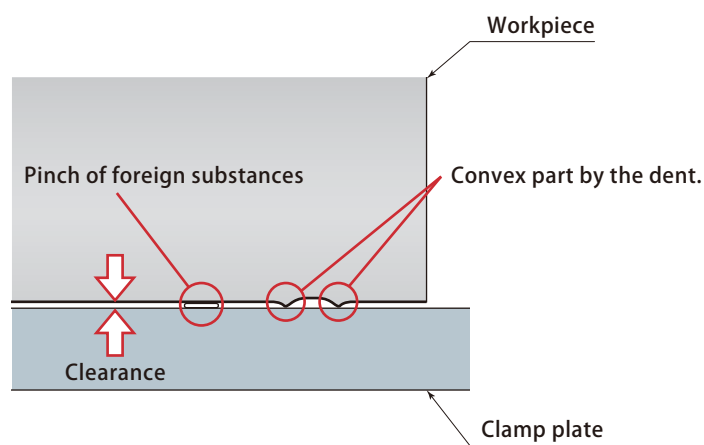 Workpiece
Pinch of foreign substances
Convex part by the dent.
Clearance
Clamp plate